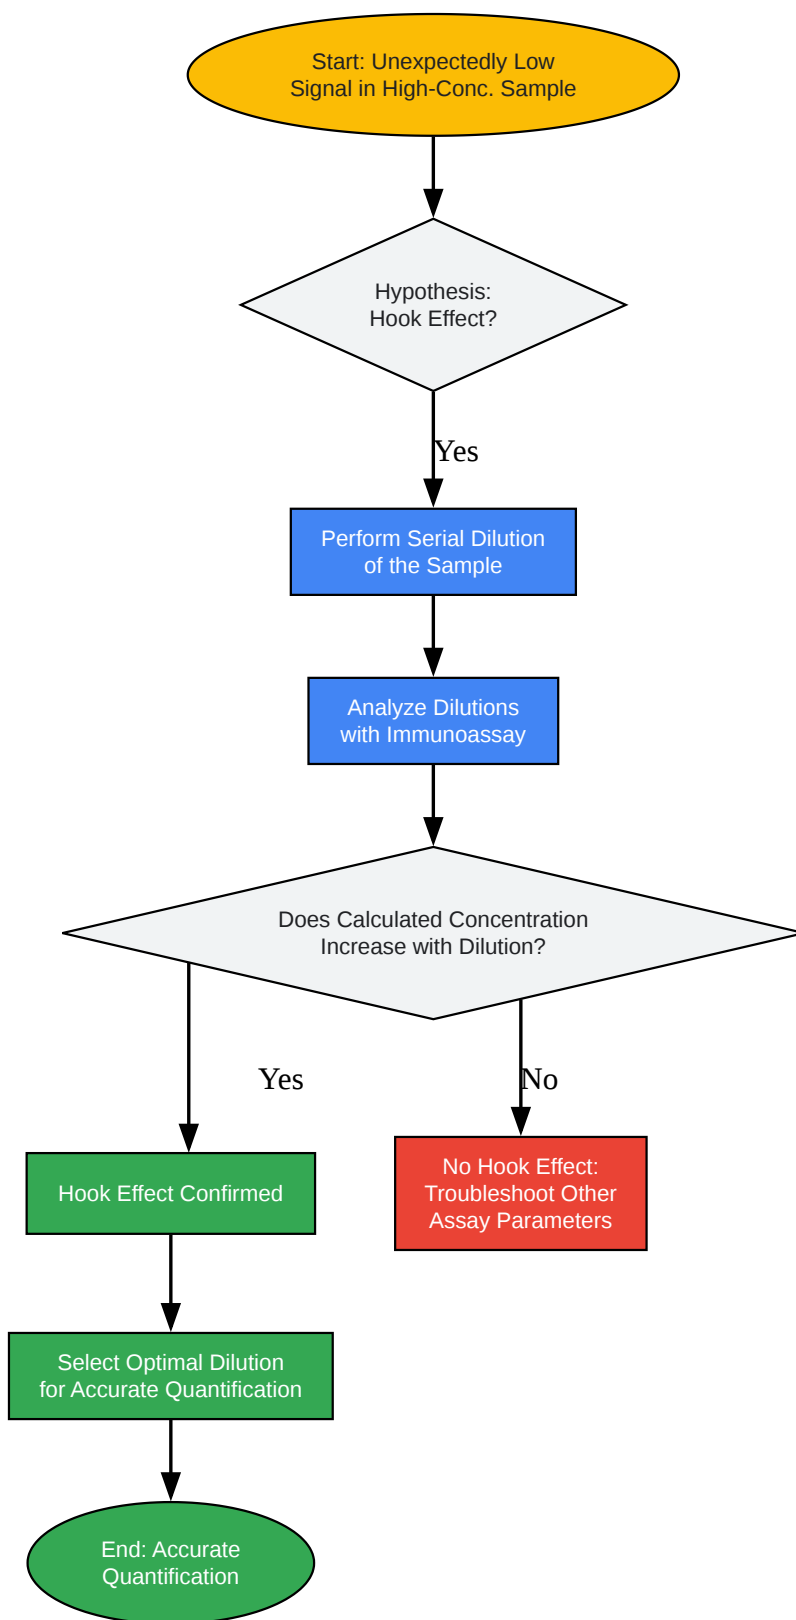 Start: Unexpectedly Low
Signal in High-Conc. Sample
Hypothesis:
Hook Effect?
Yes
Perform Serial Dilution
of the Sample
Analyze Dilutions
with Immunoassay
Does Calculated Concentration
Increase with Dilution?
Yes
No
Hook Effect Confirmed
No Hook Effect:
Troubleshoot Other
Assay Parameters
Select Optimal Dilution
for Accurate Quantification
End: Accurate
Quantification